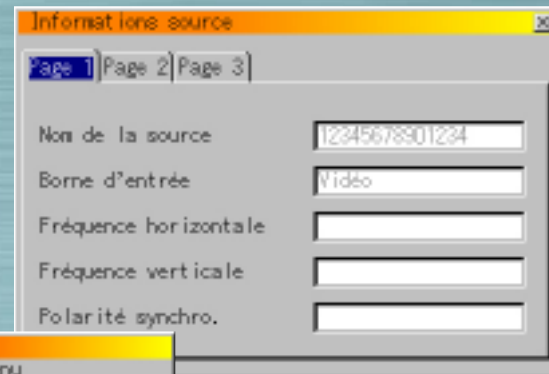 Informations source
Page 1 Page 2 Page 3
Nom de la source 12345678901234
Borne d'entrée Vidéo
Fréquence horizontale
Fréquence verticale
Polarité synchro.